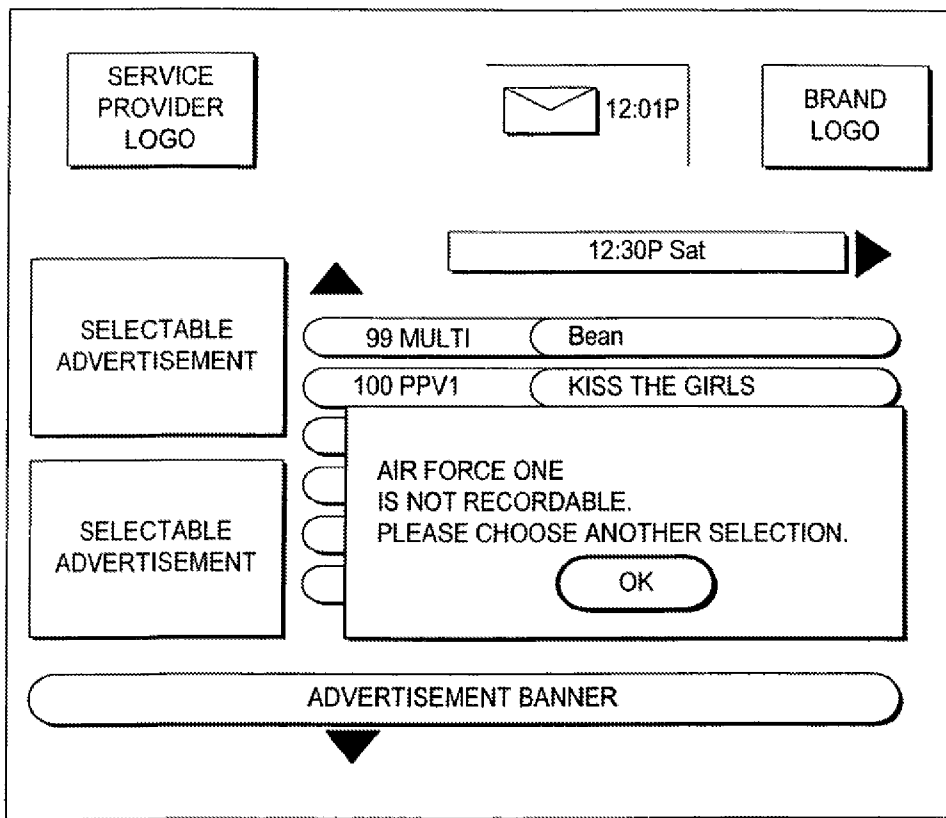 SERVICE
PROVIDER
LOGO
12:01P
BRAND
LOGO
12:30P Sat
SELECTABLE
ADVERTISEMENT
99 MULTI Bean
100 PPV1 KISS THE GIRLS
AIR FORCE ONE
IS NOT RECORDABLE.
PLEASE CHOOSE ANOTHER SELECTION.
OK
SELECTABLE
ADVERTISEMENT
ADVERTISEMENT BANNER